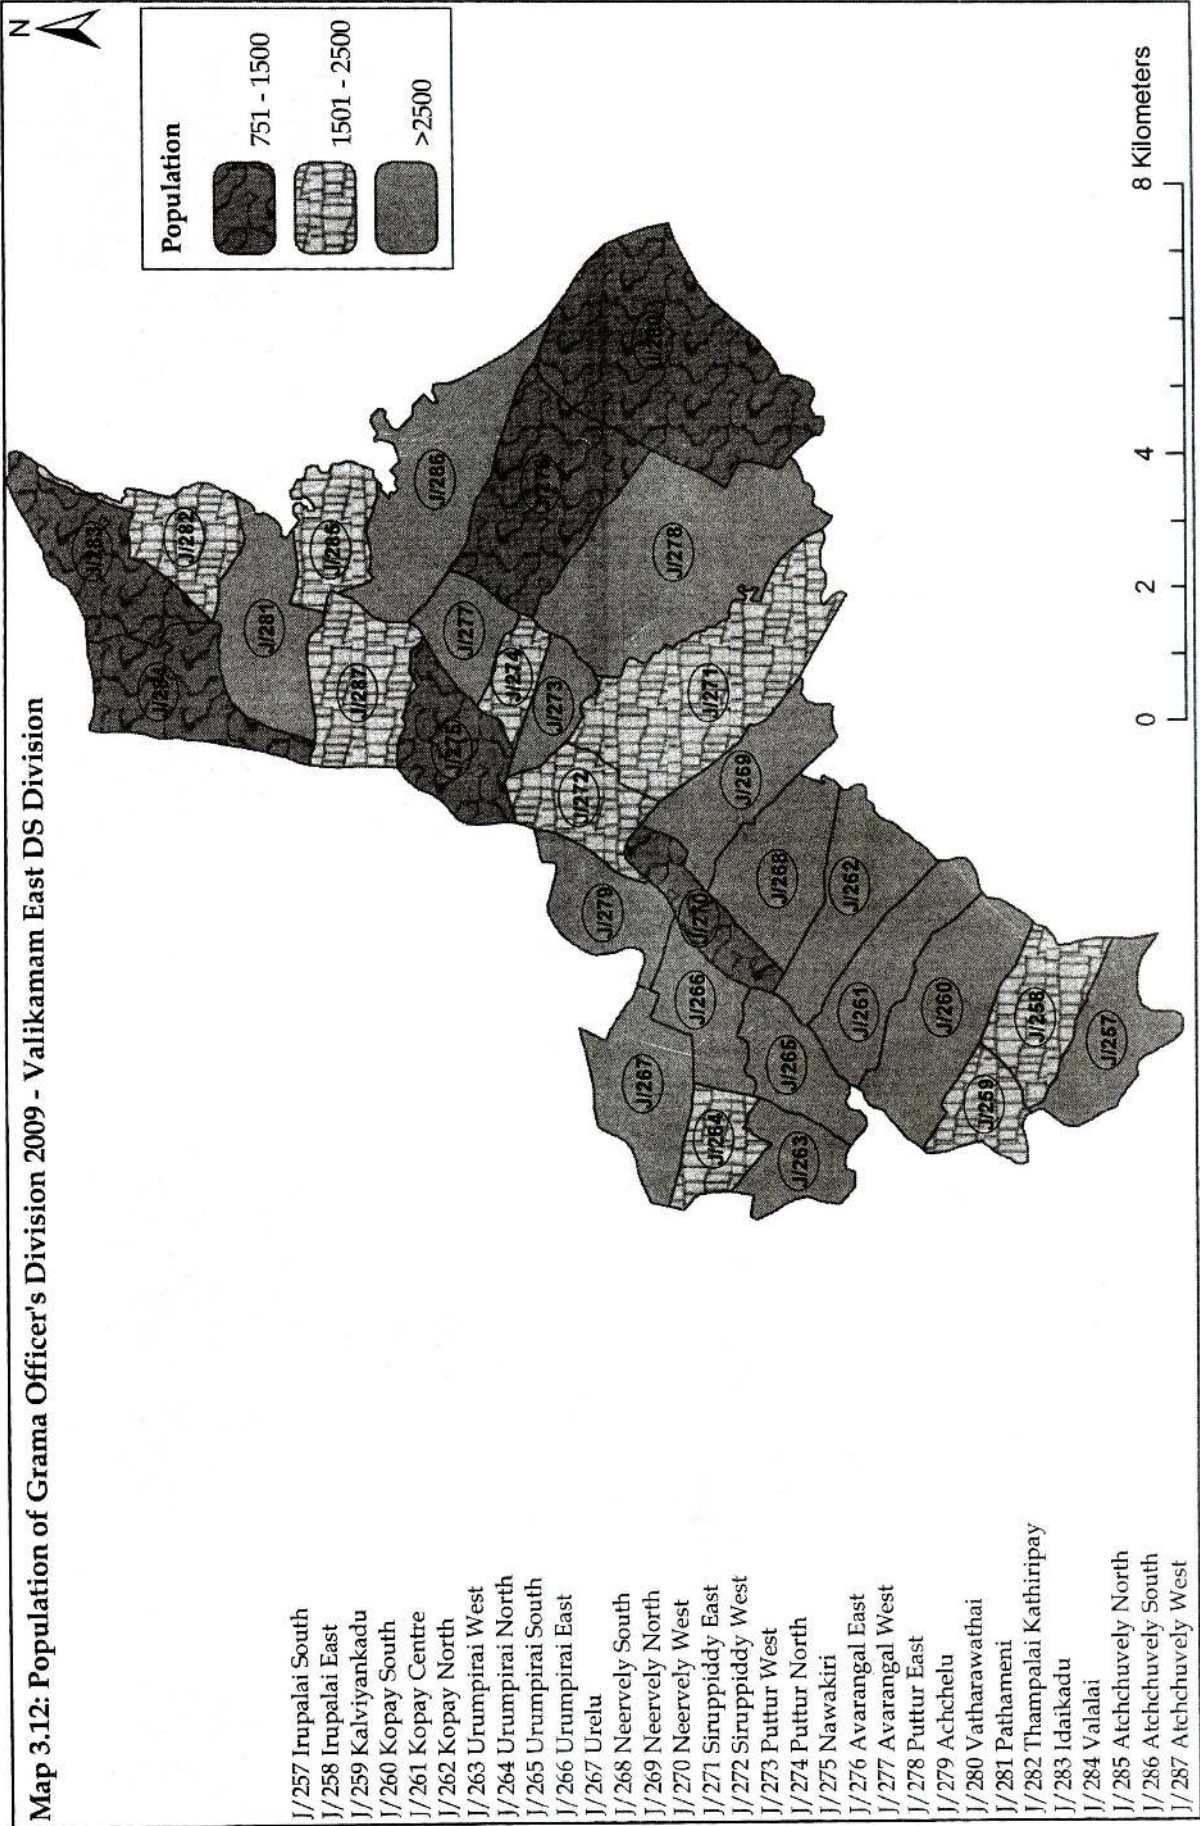 Map 3.12: Population of Grama Officer's Division 2009 - Valikamam East DS Division
N
Population
751 - 1500
1501 - 2500
>2500
J/283
J/282
J/284
J/281
J/285
J/287
J/286
J/277
J/275
J/274
J/273
J/280
J/278
J/271
J/272
J/269
J/279
J/270
J/268
J/262
J/266
J/261
J/260
J/267
J/265
J/258
J/257
J/264
J/263
J/259
J/257 Irupalai South
J/258 Irupalai East
J/259 Kalviyankadu
J/260 Kopay South
J/261 Kopay Centre
J/262 Kopay North
J/263 Urumpirai West
J/264 Urumpirai North
J/265 Urumpirai South
J/266 Urumpirai East
J/267 Urelu
J/268 Neervely South
J/269 Neervely North
J/270 Neervely West
J/271 Siruppiddy East
J/272 Siruppiddy West
J/273 Puttur West
J/274 Puttur North
J/275 Nawakiri
J/276 Avarangal East
J/277 Avarangal West
J/278 Puttur East
J/279 Achchelu
J/280 Vatharawathai
J/281 Pathameni
J/282 Thampalai Kathiripay
J/283 Idaikadu
J/284 Valalai
J/285 Atchchuvely North
J/286 Atchchuvely South
J/287 Atchchuvely West
0 2 4 8 Kilometers